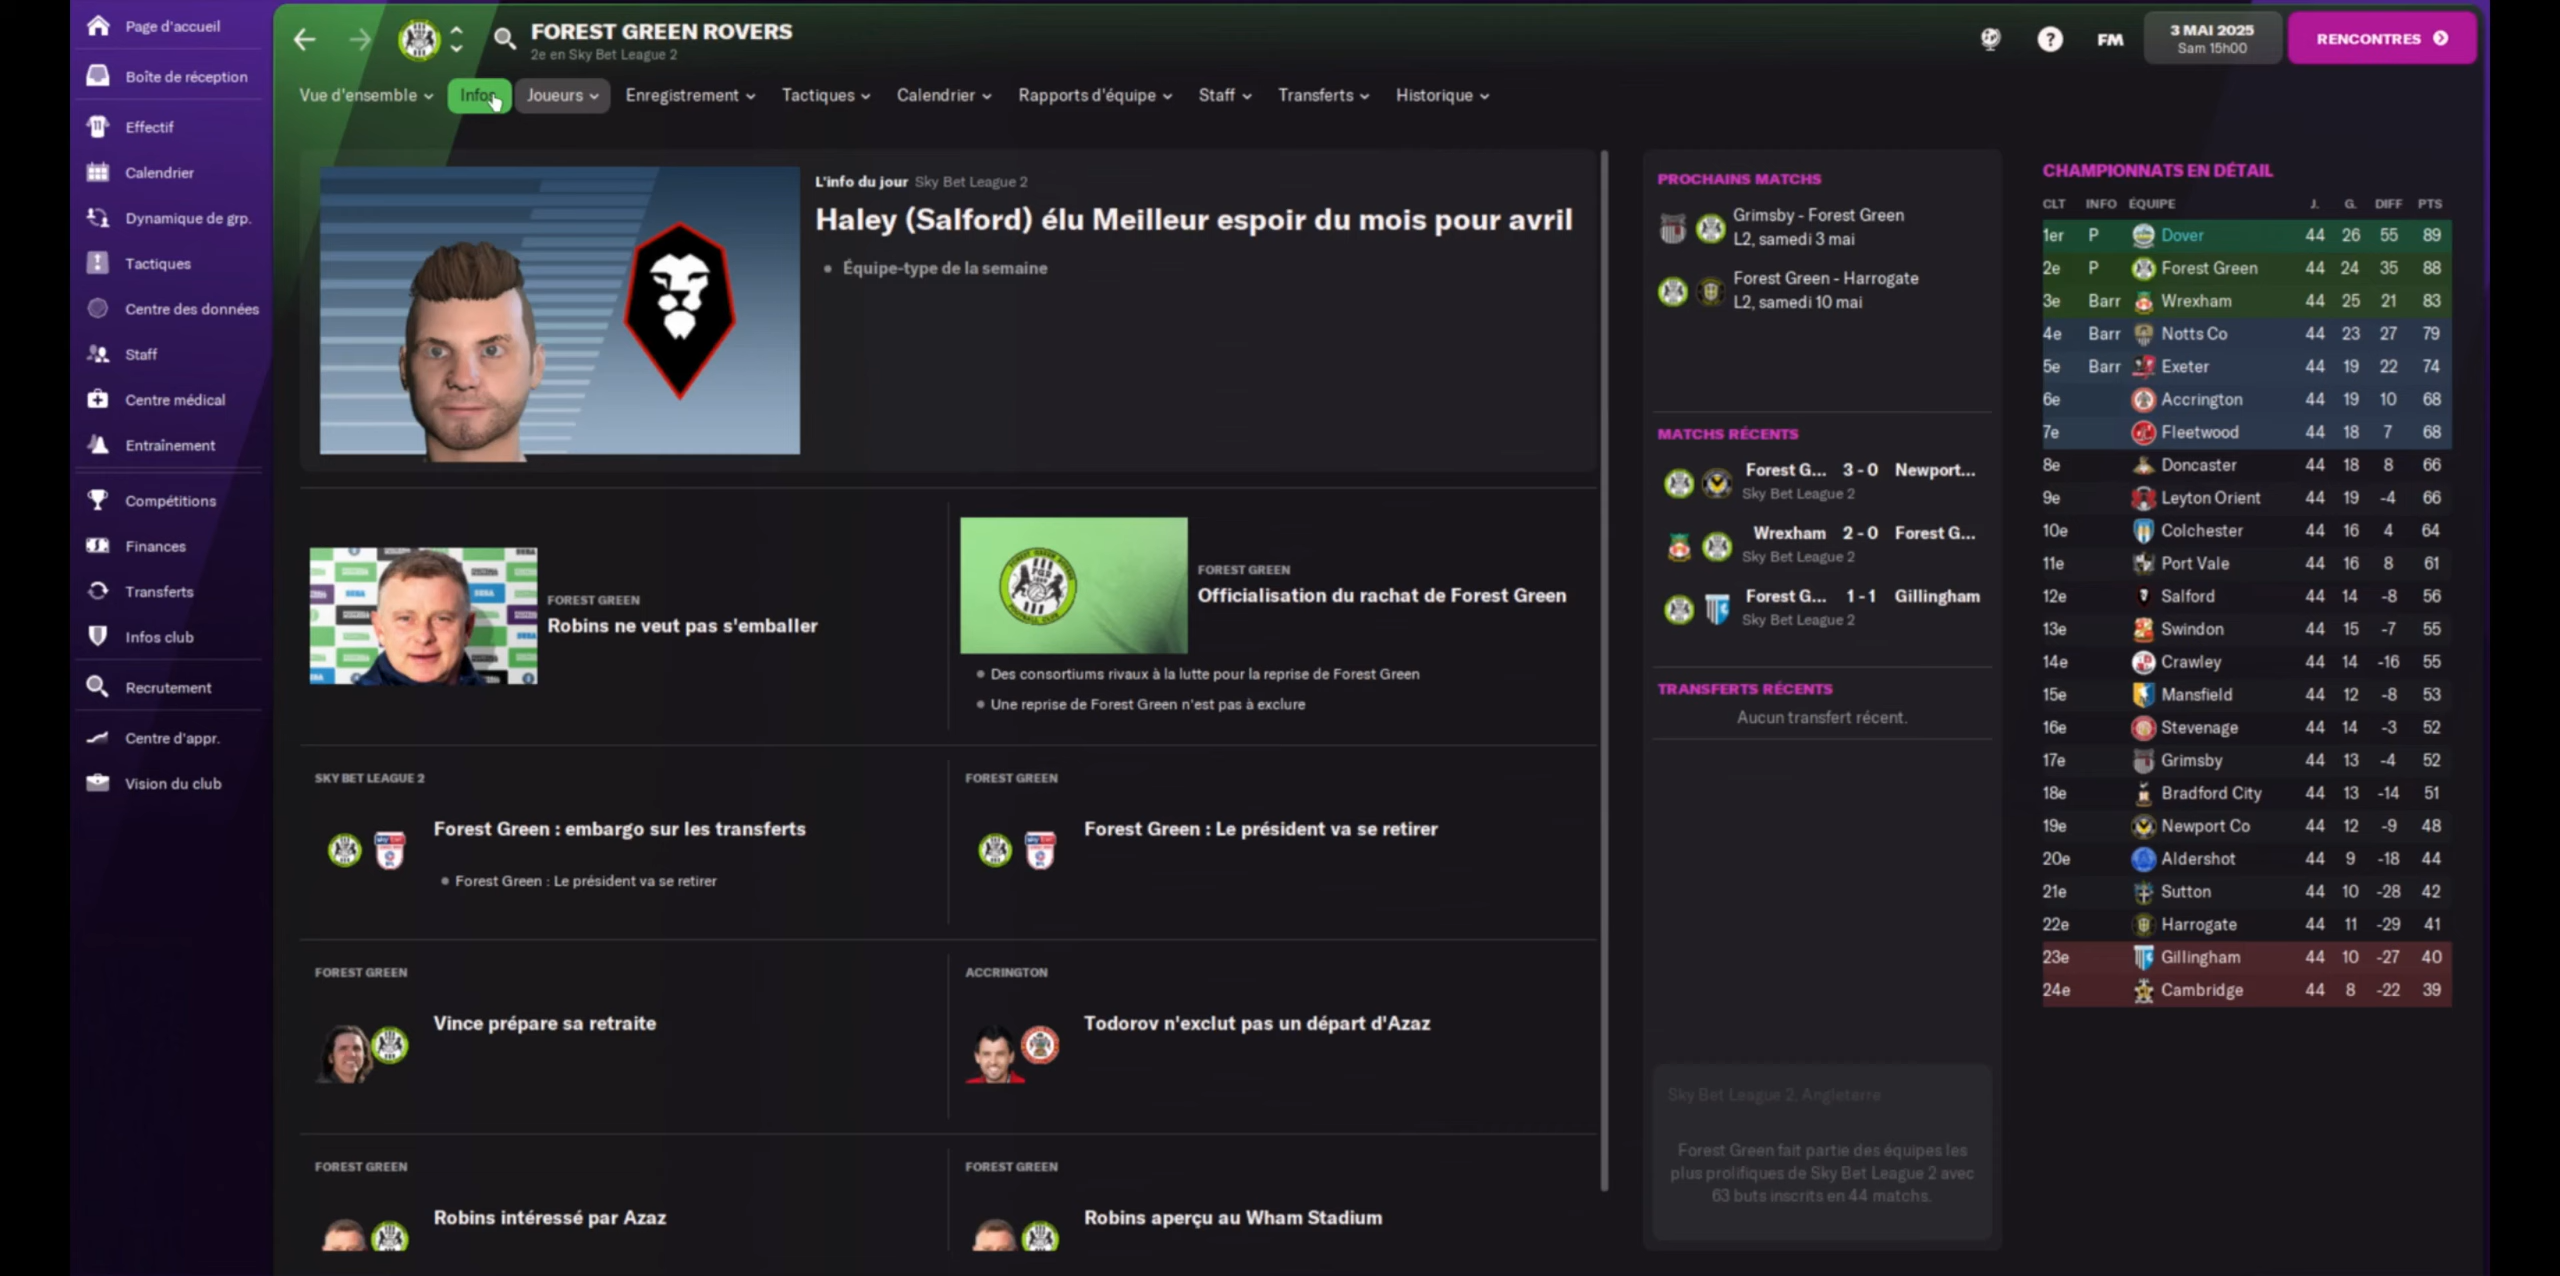 Page d'accueil
Boîte de réception
Effectif
Calendrier
Dynamique de grp.
Tactiques
Centre des données
Staff
Centre médical
Entraînement
Compétitions
Finances
Transferts
Infos club
Recrutement
Centre d'appr.
Vision du club
FOREST GREEN ROVERS
2e en Sky Bet League 2
FM
3 MAI 2025
Sam 15h00
RENCONTRES
Vue d'ensemble Infos Joueurs Enregistrement Tactiques Calendrier Rapports d'équipe Staff Transferts Historique
L'info du jour Sky Bet League 2
Haley (Salford) élu Meilleur espoir du mois pour avril
Équipe-type de la semaine
FOREST GREEN
Robins ne veut pas s'emballer
FOREST GREEN
Officialisation du rachat de Forest Green
Des consortiums rivaux à la lutte pour la reprise de Forest Green
Une reprise de Forest Green n'est pas à exclure
SKY BET LEAGUE 2
Forest Green : embargo sur les transferts
Forest Green : Le président va se retirer
FOREST GREEN
Forest Green : Le président va se retirer
FOREST GREEN
Vince prépare sa retraite
ACCRINGTON
Todorov n'exclut pas un départ d'Azaz
FOREST GREEN
Robins intéressé par Azaz
FOREST GREEN
Robins aperçu au Wham Stadium
PROCHAINS MATCHS
Grimsby - Forest Green
L2, samedi 3 mai
Forest Green - Harrogate
L2, samedi 10 mai
MATCHS RÉCENTS
Forest G... 3 - 0 Newport...
Sky Bet League 2
Wrexham 2 - 0 Forest G...
Sky Bet League 2
Forest G... 1 - 1 Gillingham
Sky Bet League 2
TRANSFERTS RÉCENTS
Aucun transfert récent.
Sky Bet League 2, Angleterre
Forest Green fait partie des équipes les
plus prolifiques de Sky Bet League 2 avec
63 buts inscrits en 44 matchs.
CHAMPIONNATS EN DÉTAIL
CLT INFO ÉQUIPE J. G. DIFF PTS
1er P Dover 44 26 55 89
2e P Forest Green 44 24 35 88
3e Barr Wrexham 44 25 21 83
4e Barr Notts Co 44 23 27 79
5e Barr Exeter 44 19 22 74
6e Accrington 44 19 10 68
7e Fleetwood 44 18 7 68
8e Doncaster 44 18 8 66
9e Leyton Orient 44 19 -4 66
10e Colchester 44 16 4 64
11e Port Vale 44 16 8 61
12e Salford 44 14 -8 56
13e Swindon 44 15 -7 55
14e Crawley 44 14 -16 55
15e Mansfield 44 12 -8 53
16e Stevenage 44 14 -3 52
17e Grimsby 44 13 -4 52
18e Bradford City 44 13 -14 51
19e Newport Co 44 12 -9 48
20e Aldershot 44 9 -18 44
21e Sutton 44 10 -28 42
22e Harrogate 44 11 -29 41
23e Gillingham 44 10 -27 40
24e Cambridge 44 8 -22 39